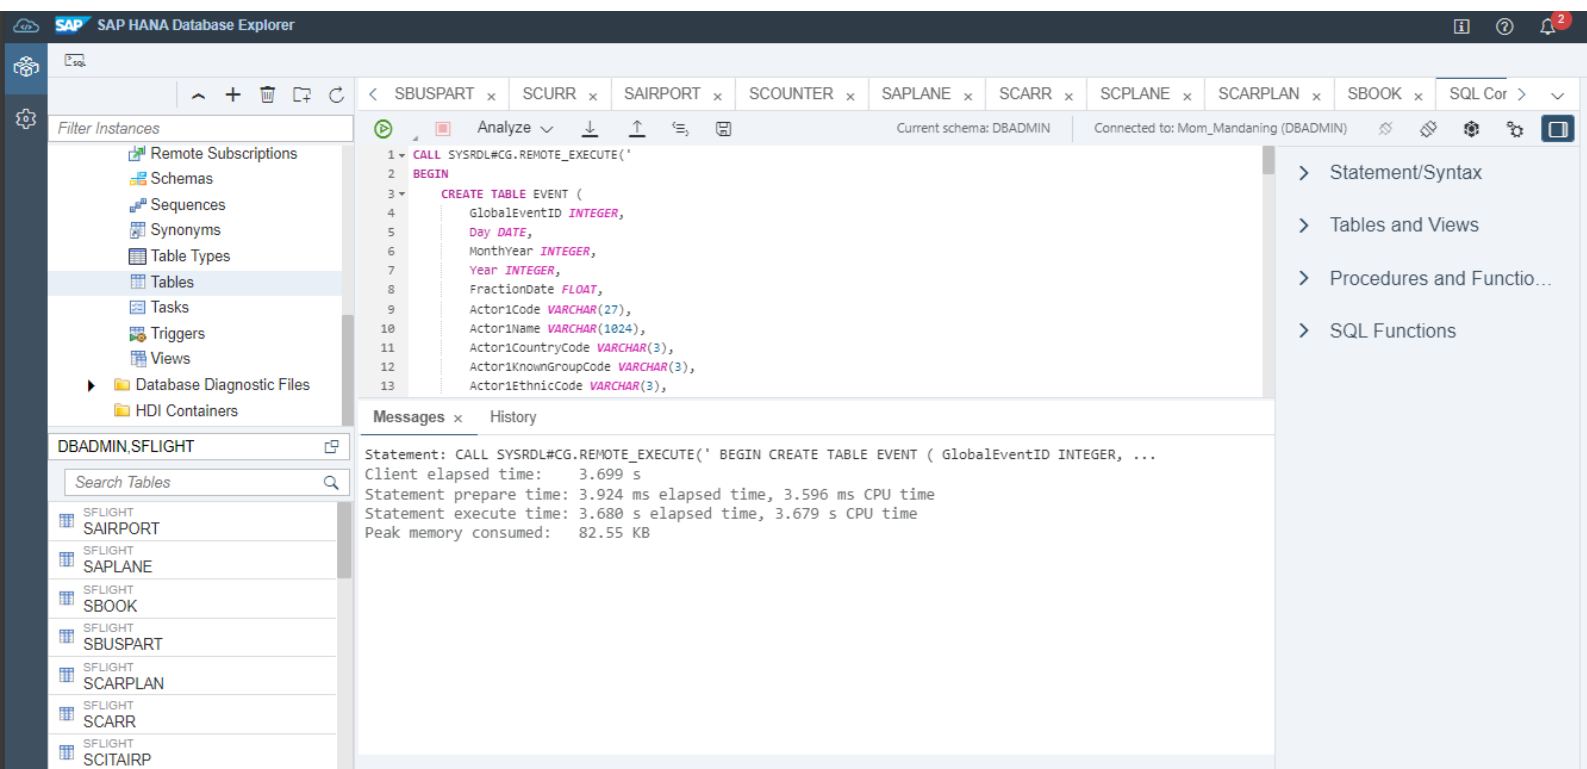 SAP SAP HANA Database Explorer
2
SQL
Filter Instances
Remote Subscriptions
Schemas
Sequences
Synonyms
Table Types
Tables
Tasks
Triggers
Views
Database Diagnostic Files
HDI Containers
DBADMIN,SFLIGHT
Search Tables
SFLIGHT
SAIRPORT
SFLIGHT
SAPLANE
SFLIGHT
SBOOK
SFLIGHT
SBUSPART
SFLIGHT
SCARPLAN
SFLIGHT
SCARR
SFLIGHT
SCITAIRP
SBUSPART SCURR SAIRPORT SCOUNTER SAPLANE SCARR SCPLANE SCARPLAN SBOOK SQL Cor
Analyze Current schema: DBADMIN Connected to: Mom_Mandaning (DBADMIN)
1 CALL SYSRDL#CG.REMOTE_EXECUTE('
2 BEGIN
3 CREATE TABLE EVENT (
4 GlobalEventID INTEGER,
5 Day DATE,
6 MonthYear INTEGER,
7 Year INTEGER,
8 FractionDate FLOAT,
9 Actor1Code VARCHAR(27),
10 Actor1Name VARCHAR(1024),
11 Actor1CountryCode VARCHAR(3),
12 Actor1KnownGroupCode VARCHAR(3),
13 Actor1EthnicCode VARCHAR(3),
Messages History
Statement: CALL SYSRDL#CG.REMOTE_EXECUTE(' BEGIN CREATE TABLE EVENT ( GlobalEventID INTEGER, ...
Client elapsed time: 3.699 s
Statement prepare time: 3.924 ms elapsed time, 3.596 ms CPU time
Statement execute time: 3.680 s elapsed time, 3.679 s CPU time
Peak memory consumed: 82.55 KB
Statement/Syntax
Tables and Views
Procedures and Functio...
SQL Functions